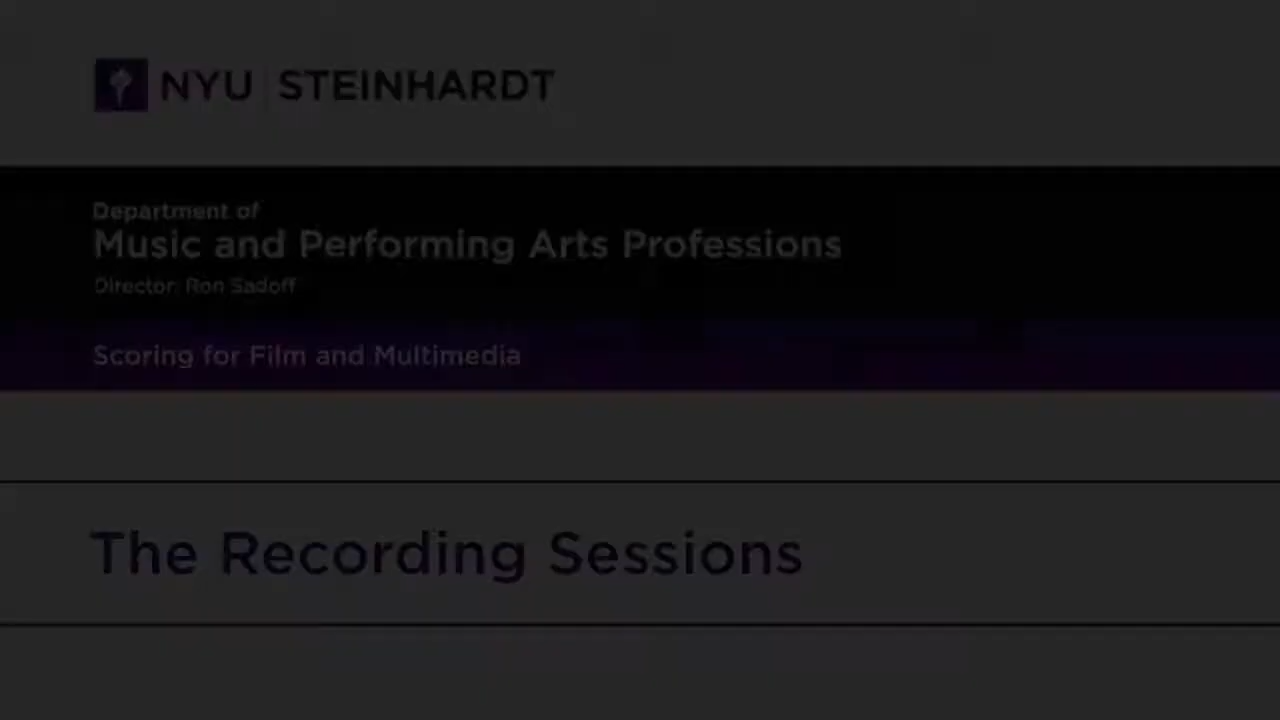 NYU STEINHARDT
Department of
Music and Performing Arts Professions
Director: Ron Sadoff
Scoring for Film and Multimedia
The Recording Sessions